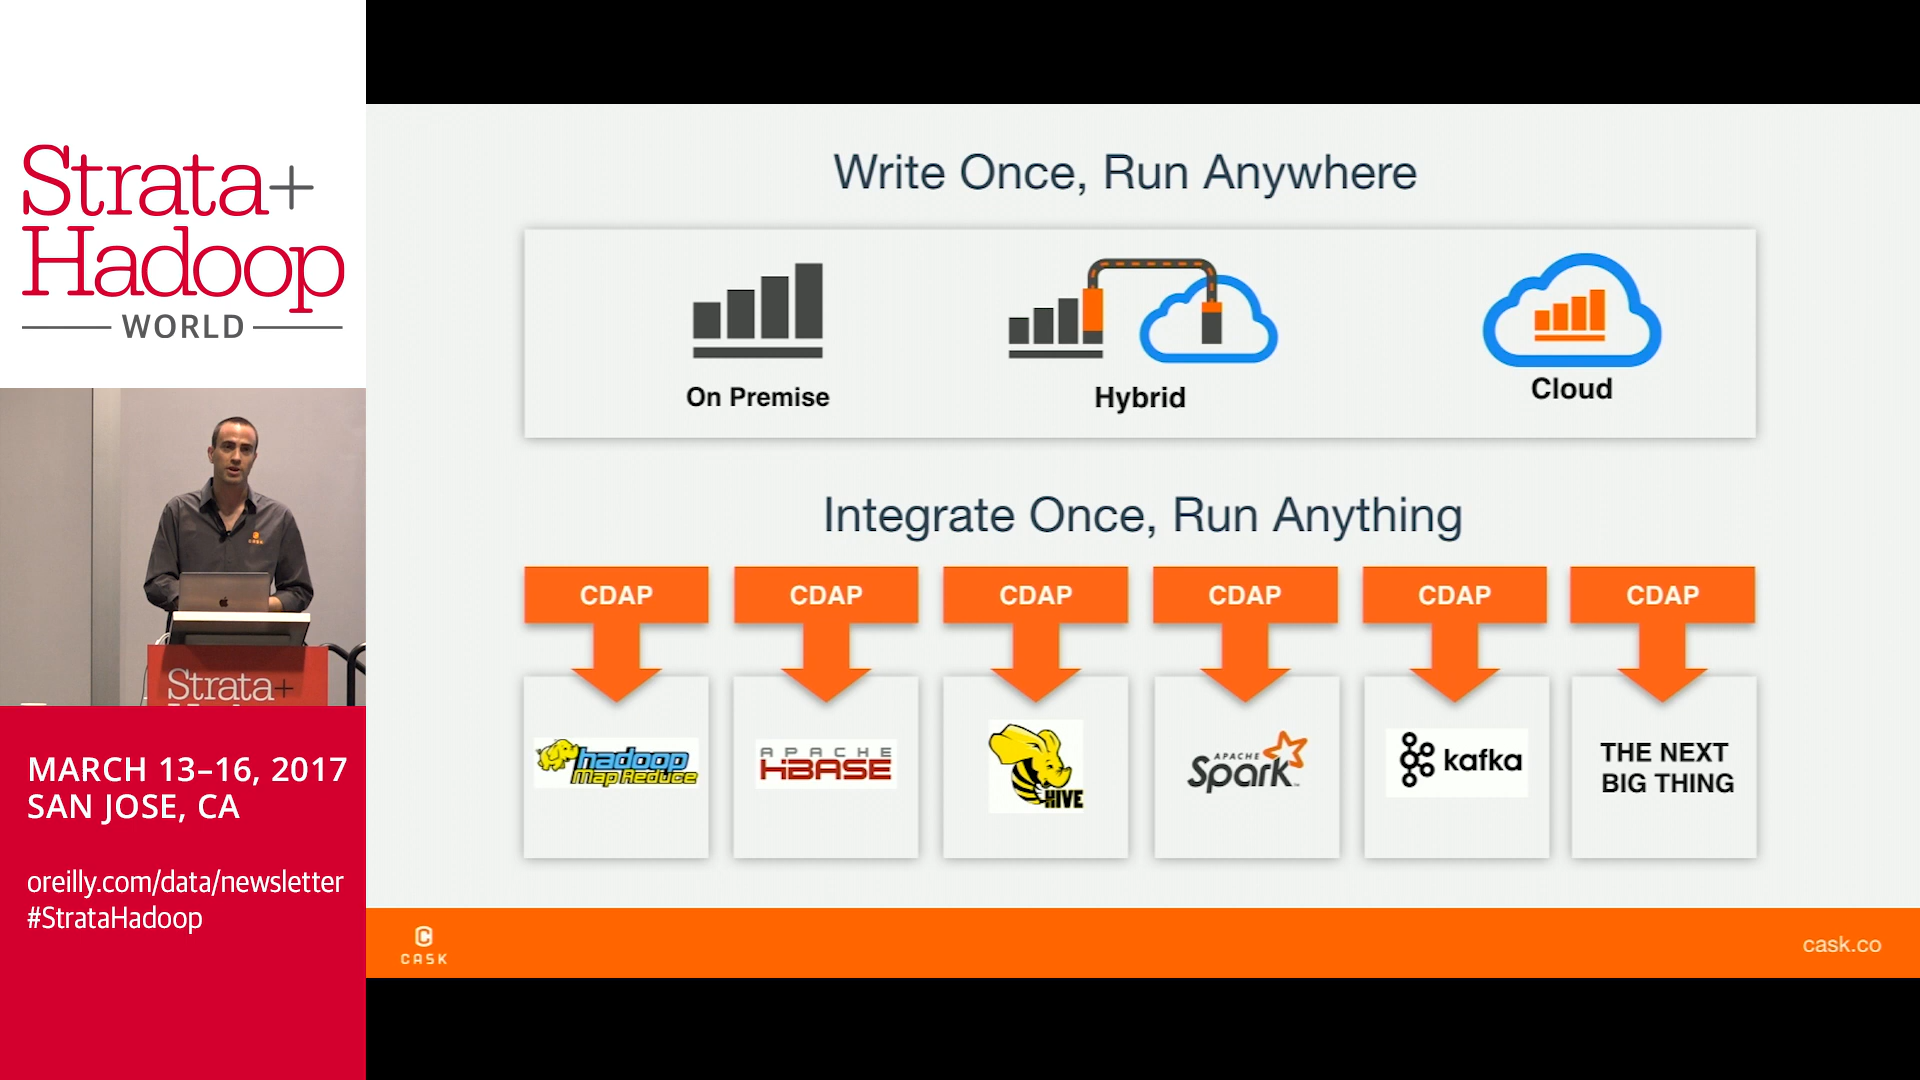 Strata+
Hadoop
WORLD
Strata+
MARCH 13–16, 2017
SAN JOSE, CA
oreilly.com/data/newsletter
#StrataHadoop
Write Once, Run Anywhere
On Premise
Hybrid
Cloud
Integrate Once, Run Anything
CDAP
CDAP
CDAP
CDAP
CDAP
CDAP
hadoop
Map Reduce
APACHE
HBASE
HIVE
APACHE
Spark
kafka
THE NEXT
BIG THING
CASK
cask.co